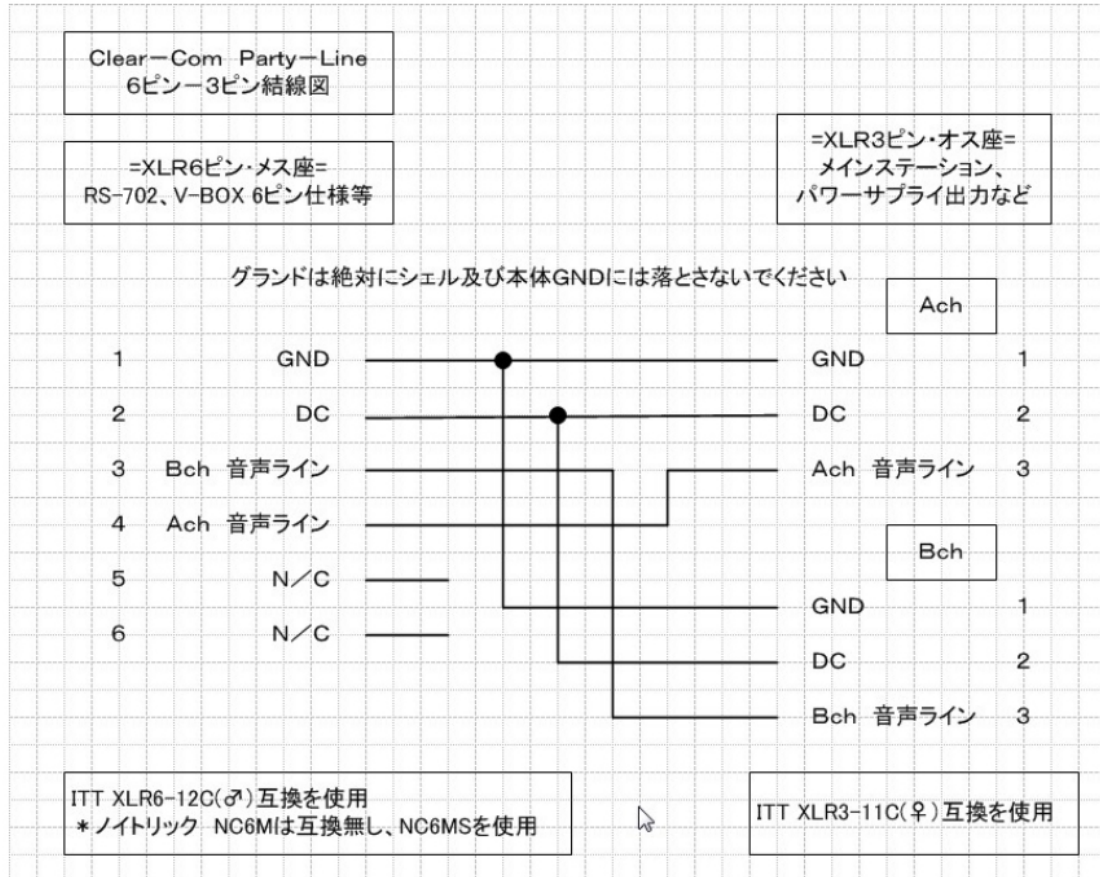 Clear－Com Party－Line
6ピン－3ピン結線図
=XLR6ピン･メス座=
RS-702、V-BOX 6ピン仕様等
=XLR3ピン･オス座=
メインステーション、
パワーサプライ出力など
グランドは絶対にシェル及び本体GNDには落とさないでください
Ach
1 GND GND 1
2 DC DC 2
3 Bch 音声ライン Ach 音声ライン 3
4 Ach 音声ライン
Bch
5 N／C
GND 1
6 N／C
DC 2
Bch 音声ライン 3
ITT XLR6-12C(♂)互換を使用
＊ノイトリック NC6Mは互換無し、NC6MSを使用
ITT XLR3-11C(♀)互換を使用